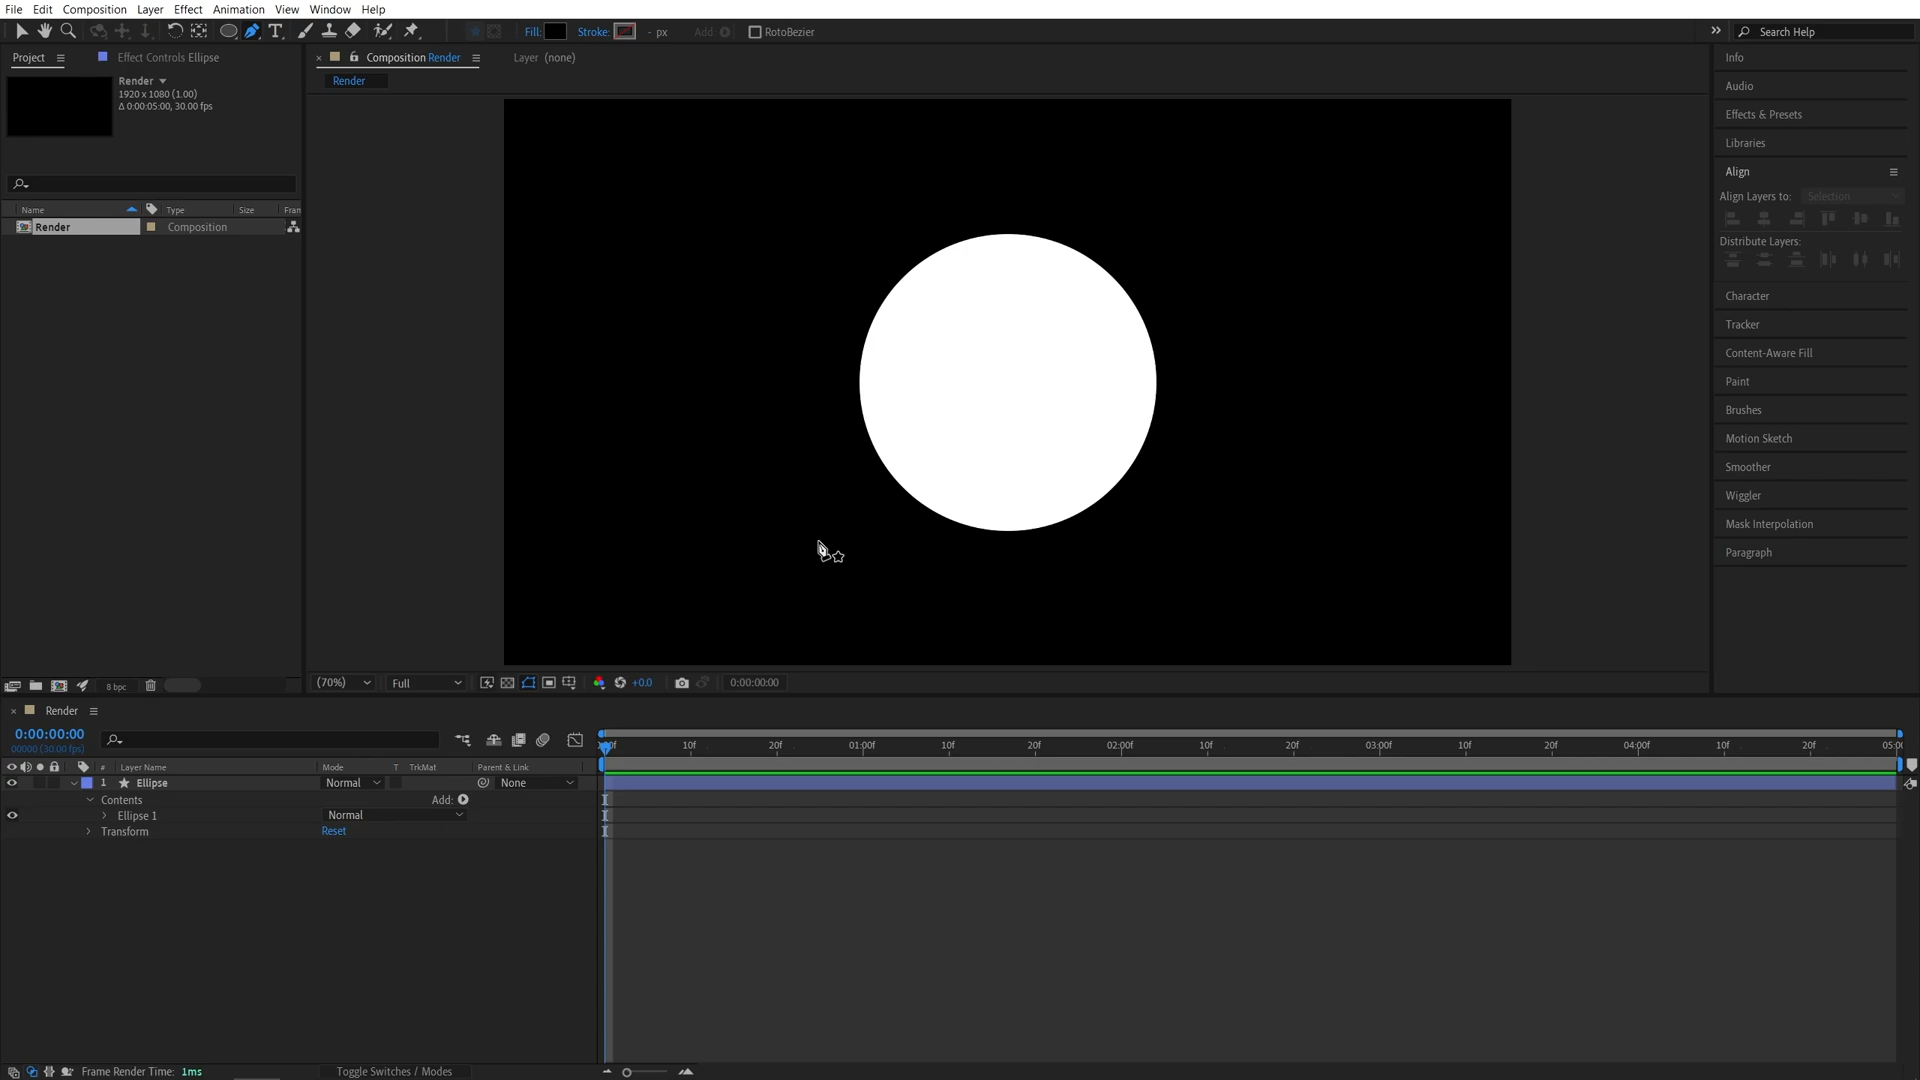 File Edit Composition Layer Effect Animation View Window Help
Fill: Stroke: - px Add RotoBezier Search Help
Project Effect Controls Ellipse
Render
1920 x 1080 (1.00)
Δ 0:00:05:00, 30.00 fps
Name Type Size Fram
Render Composition
8 bpc
Composition Render Layer (none)
Render
(70%) Full +0.0 0:00:00:00
Info
Audio
Effects & Presets
Libraries
Align
Align Layers to: Selection
Distribute Layers:
Character
Tracker
Content-Aware Fill
Paint
Brushes
Motion Sketch
Smoother
Wiggler
Mask Interpolation
Paragraph
Render
0:00:00:00
00000 (30.00 fps)
10f 20f 01:00f 10f 20f 02:00f 10f 20f 03:00f 10f 20f 04:00f 10f 20f 05:0
# Layer Name Mode T TrkMat Parent & Link
1 Ellipse Normal None
Contents Add:
Ellipse 1 Normal
Transform Reset
Frame Render Time: 1ms Toggle Switches / Modes